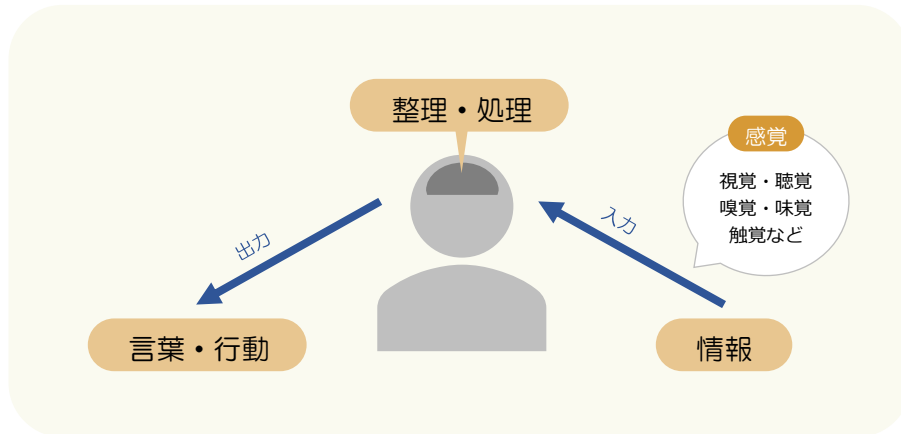 整理・処理
感覚
視覚・聴覚
嗅覚・味覚
触覚など
入力
出力
言葉・行動
情報